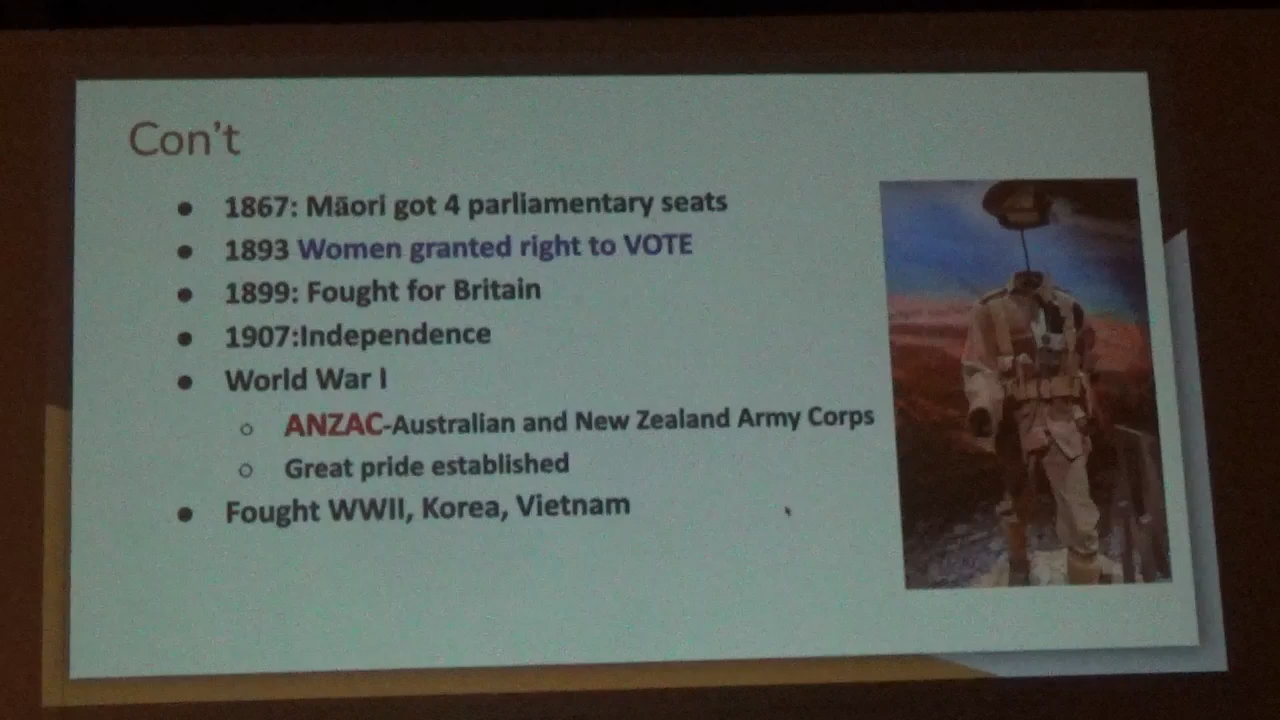 Con't
1867: Māori got 4 parliamentary seats
1893 Women granted right to VOTE
1899: Fought for Britain
1907:Independence
World War I
ANZAC-Australian and New Zealand Army Corps
Great pride established
Fought WWII, Korea, Vietnam